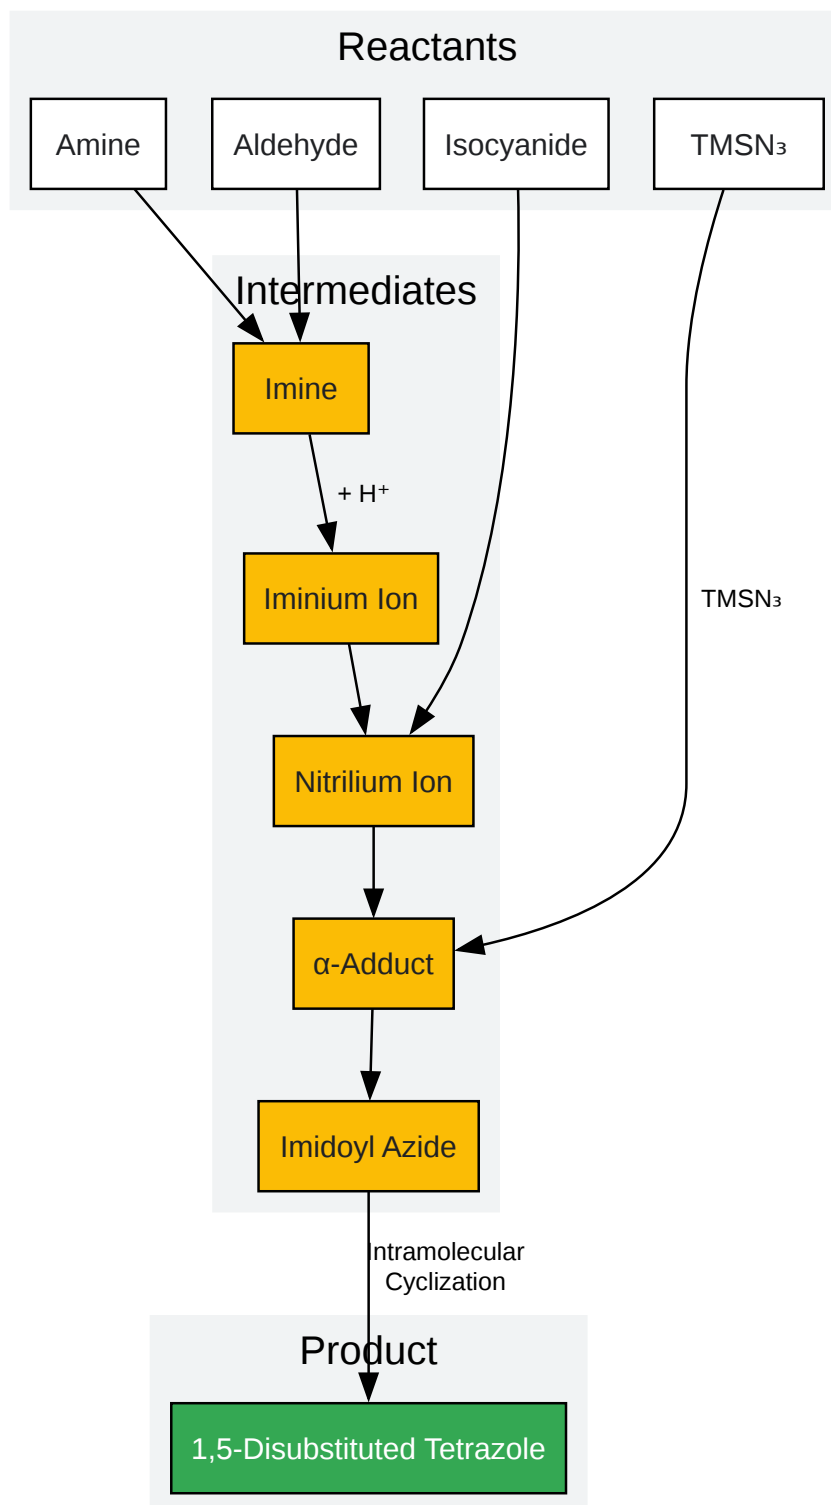 Reactants
Amine
Aldehyde
Isocyanide
TMSN₃
Intermediates
Imine
+ H⁺
Iminium Ion
TMSN₃
Nitrilium Ion
α-Adduct
Imidoyl Azide
Intramolecular
Cyclization
Product
1,5-Disubstituted Tetrazole